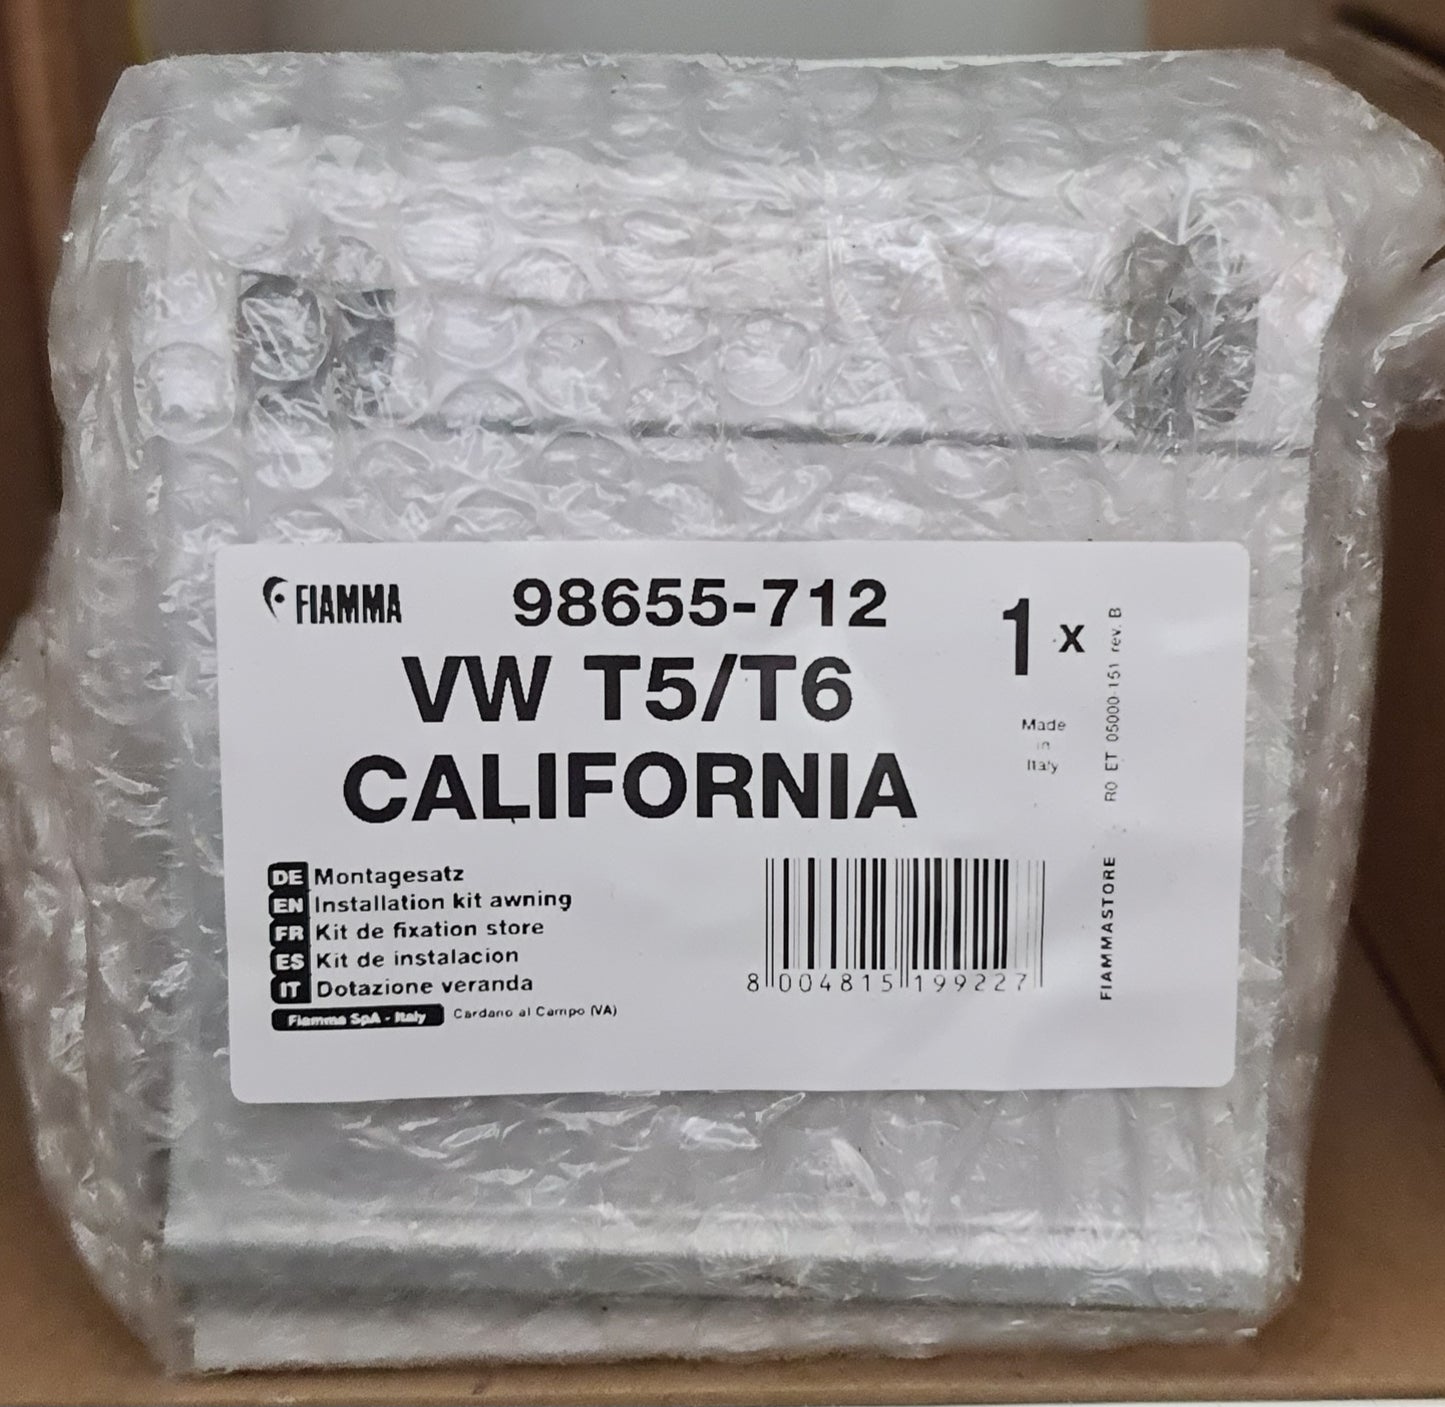 FIAMMA 98655-712
VW T5/T6
CALIFORNIA
1 x
Made
in
Italy
DE Montagesatz
EN Installation kit awning
FR Kit de fixation store
ES Kit de instalacion
IT Dotazione veranda
Fiamma SpA - Italy Cardano al Campo (VA)
8 004815 199227
FIAMMASTORE R0 ET 05000-151 rev. B